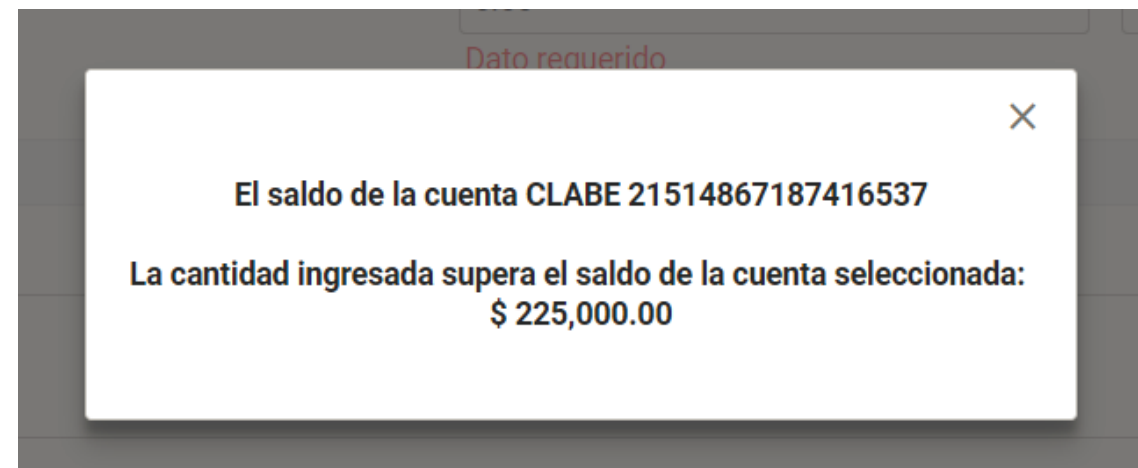 Dato requerido
El saldo de la cuenta CLABE 21514867187416537
La cantidad ingresada supera el saldo de la cuenta seleccionada:
$ 225,000.00